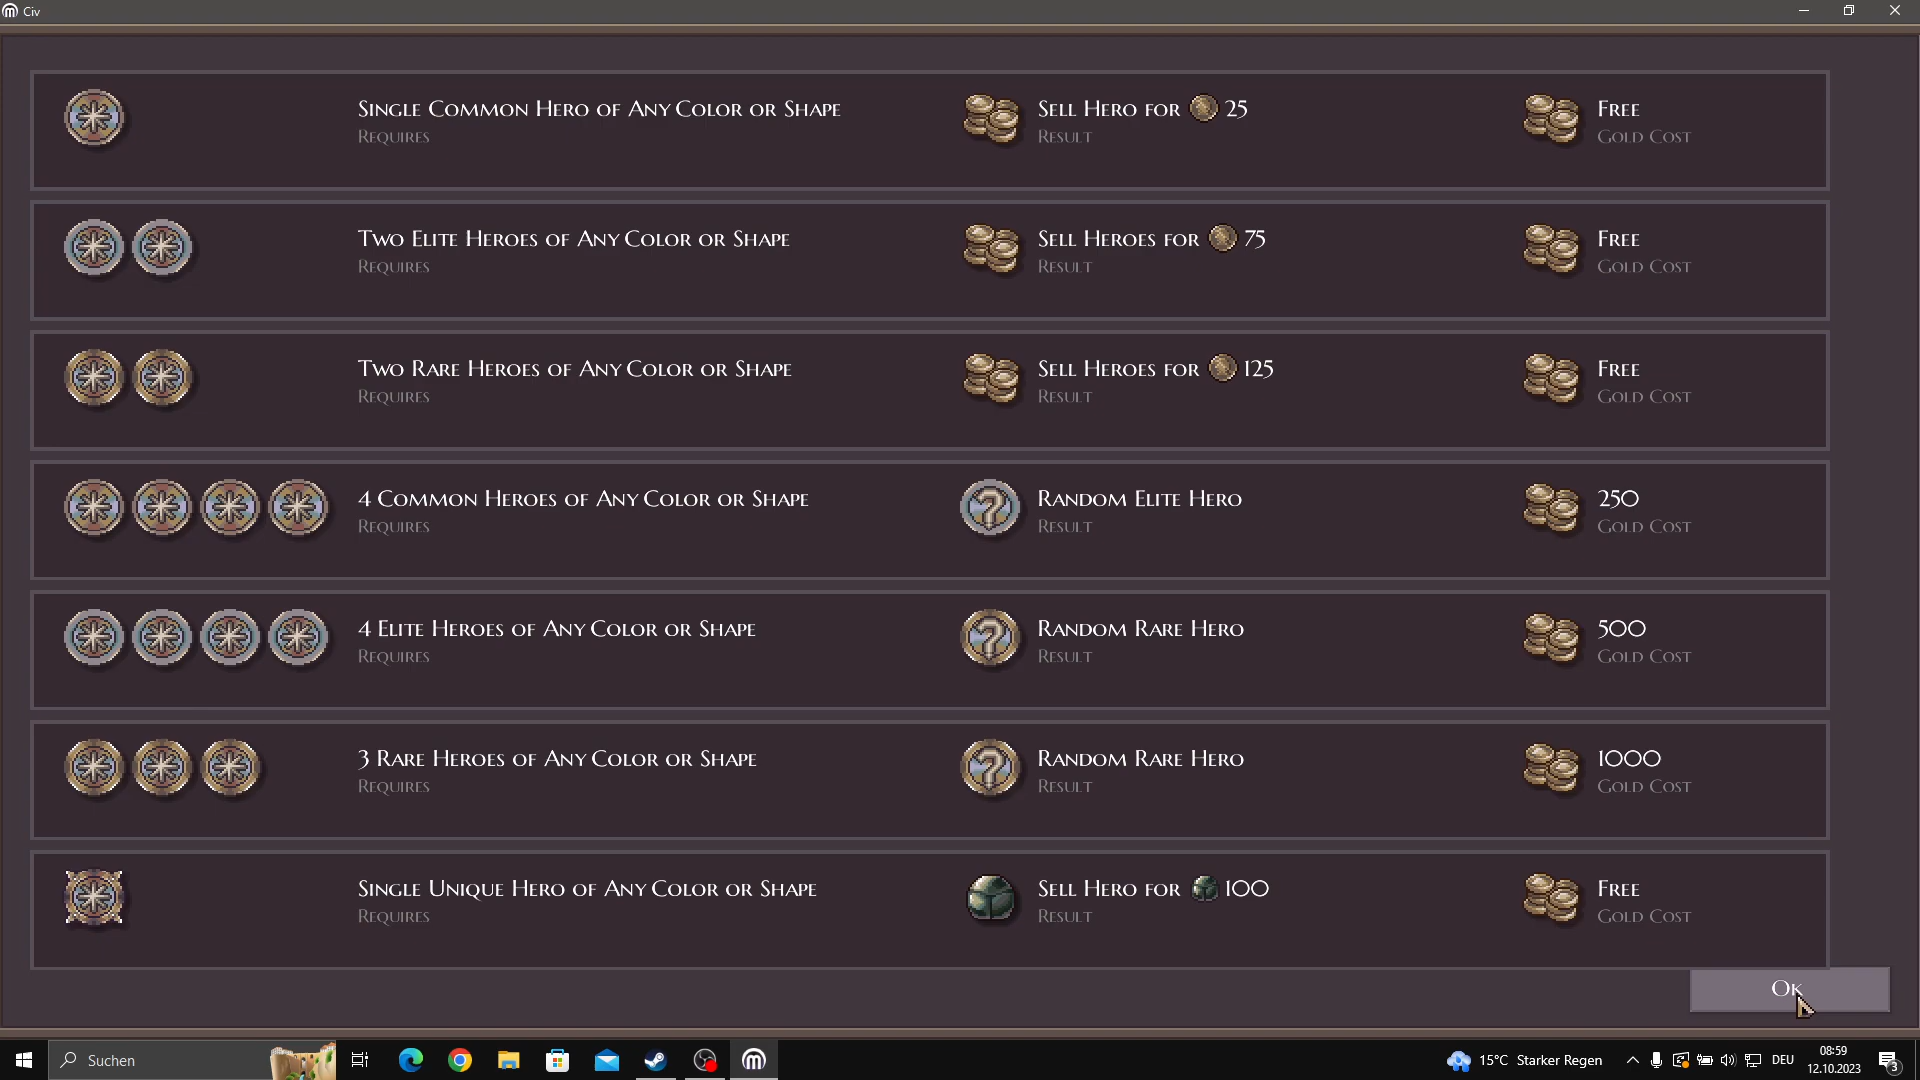 Civ
Single Common Hero of Any Color or Shape
Requires
Sell Hero for 25
Result
Free
Gold Cost
Two Elite Heroes of Any Color or Shape
Requires
Sell Heroes for 75
Result
Free
Gold Cost
Two Rare Heroes of Any Color or Shape
Requires
Sell Heroes for 125
Result
Free
Gold Cost
4 Common Heroes of Any Color or Shape
Requires
Random Elite Hero
Result
250
Gold Cost
4 Elite Heroes of Any Color or Shape
Requires
Random Rare Hero
Result
500
Gold Cost
3 Rare Heroes of Any Color or Shape
Requires
Random Rare Hero
Result
1000
Gold Cost
Single Unique Hero of Any Color or Shape
Requires
Sell Hero for 100
Result
Free
Gold Cost
Ok
Suchen
15°C Starker Regen
DEU
08:59
12.10.2023
3